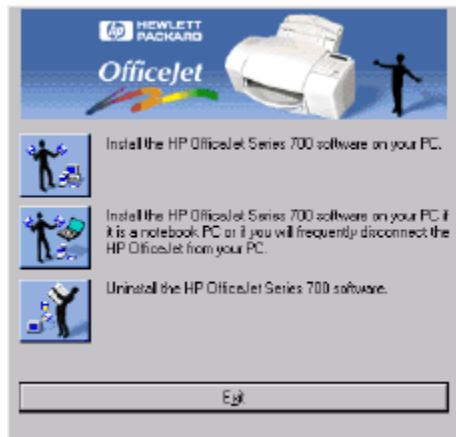 hp HEWLETT
PACKARD
OfficeJet
Install the HP OfficeJet Series 700 software on your PC.
Install the HP OfficeJet Series 700 software on your PC if
it is a notebook PC or if you will frequently disconnect the
HP OfficeJet from your PC.
Uninstall the HP OfficeJet Series 700 software.
Exit